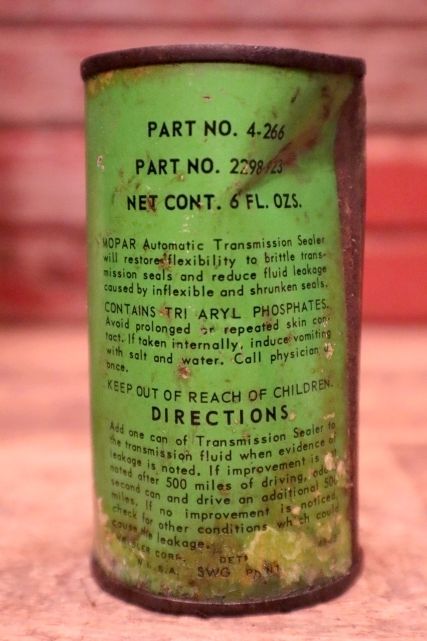 PART NO. 4-266
PART NO. 2298
NET CONT. 6 FL. OZS.
MOPAR Automatic Transmission Sealer
will restore flexibility to brittle trans-
mission seals and reduce fluid leakage
caused by inflexible and shrunken seals.
CONTAINS TRI ARYL PHOSPHATES.
Avoid prolonged or repeated skin con-
tact. If taken internally, induce vomiting
with salt and water. Call physician at
once.
KEEP OUT OF REACH OF CHILDREN.
DIRECTIONS
Add one can of Transmission Sealer to
the transmission fluid when evidence of
leakage is noted. If improvement is
noted after 500 miles of driving, add
second can and drive an additional 500
miles. If no improvement is noticed,
check for other conditions which could
cause the leakage.
CORP. DET
U.S.A. SWG